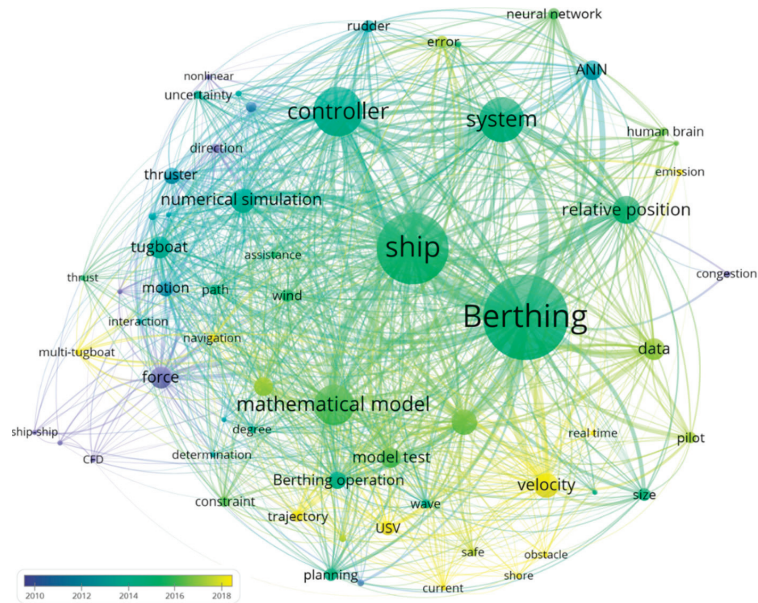 neural network
rudder
error
ANN
nonlinear
uncertainty
controller
system
human brain
direction
thruster
emission
numerical simulation
relative position
tugboat
ship
assistance
congestion
thrust
motion
path
wind
Berthing
interaction
navigation
multi-tugboat
data
force
mathematical model
ship-ship
degree
real time
pilot
CFD
determination
model test
Berthing operation
velocity
constraint
wave
size
trajectory
USV
safe
obstacle
planning
shore
current
2010 2012 2014 2016 2018